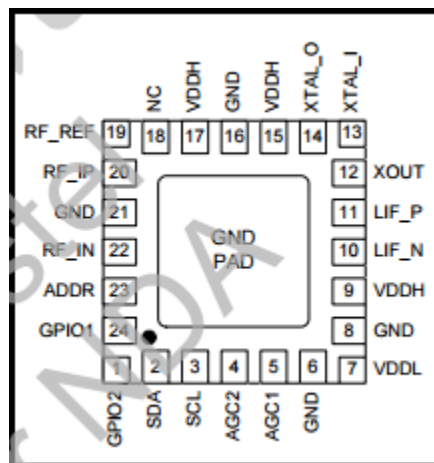 NC
VDDH
GND
VDDH
XTAL_O
XTAL_I
RF_REF 19 18 17 16 15 14 13
RF_IP 20 12 XOUT
GND 21 11 LIF_P
RF_IN 22 10 LIF_N
GND
PAD
ADDR 23 9 VDDH
GPIO1 24 8 GND
1 2 3 4 5 6 7 VDDL
GPIO2
SDA
SCL
AGC2
AGC1
GND
NDA